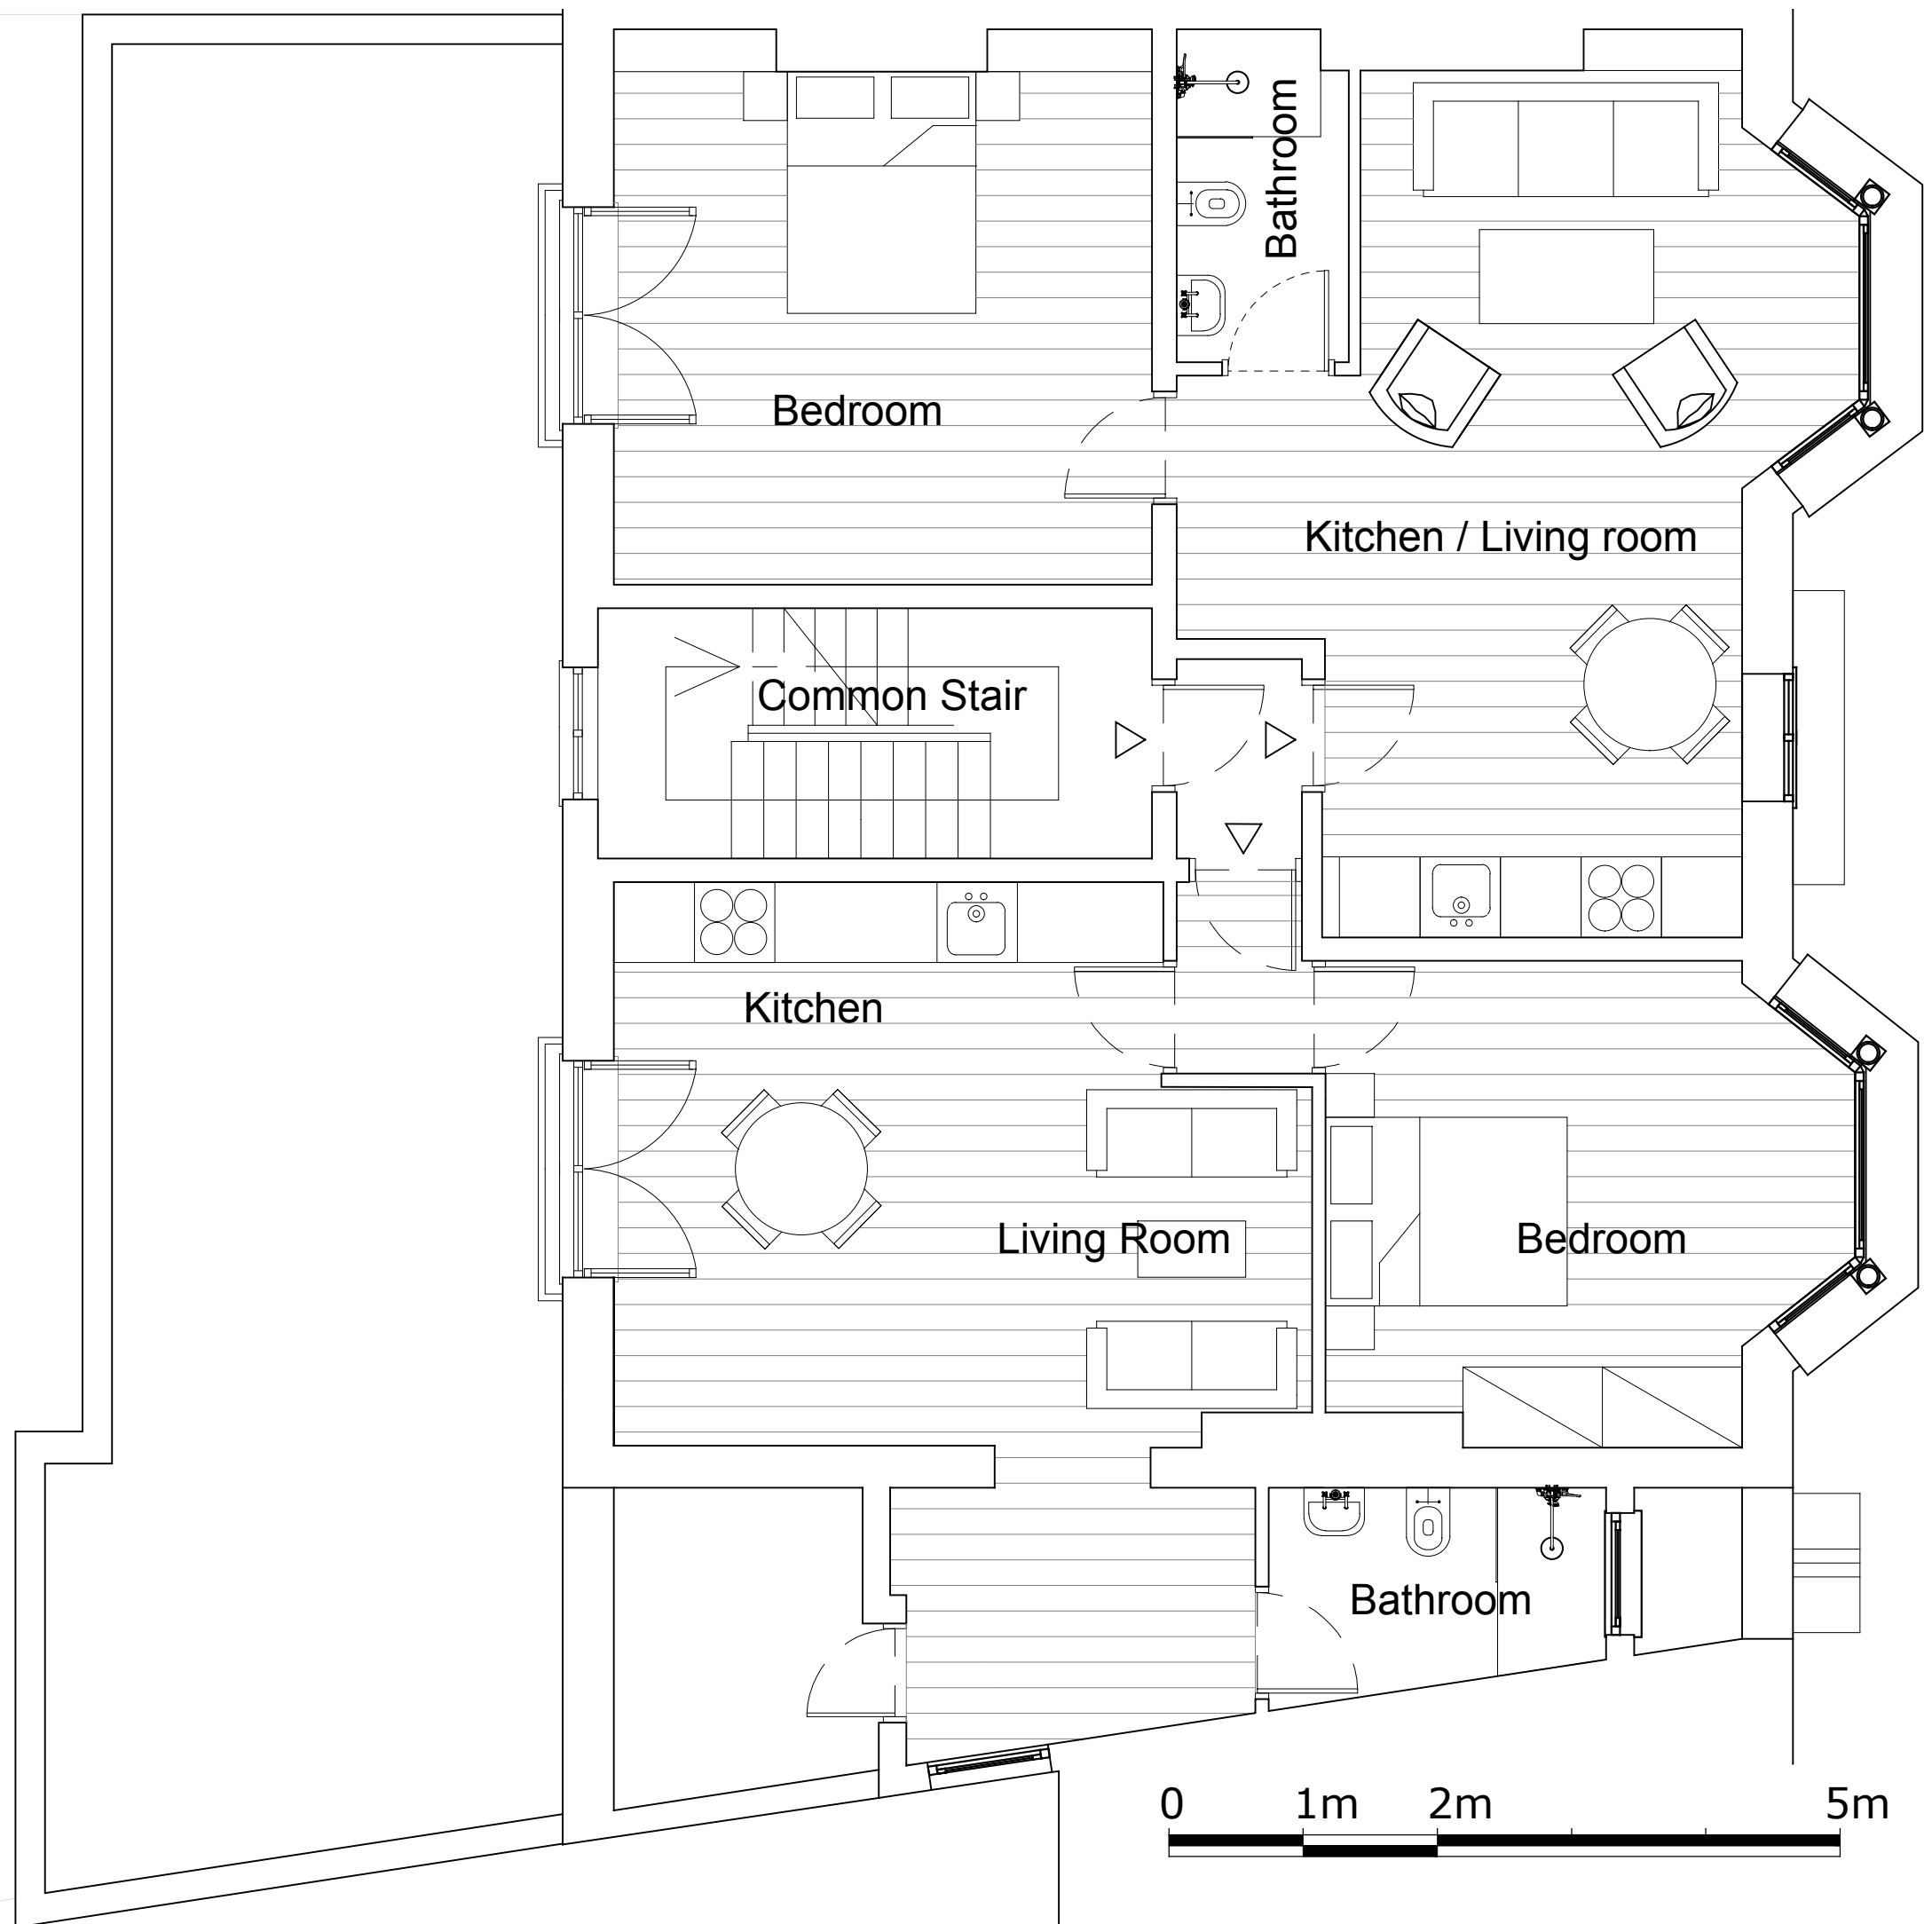 Bathroom
Bedroom
Kitchen / Living room
Common Stair
Kitchen
Living Room
Bedroom
Bathroom
0 1m 2m 5m